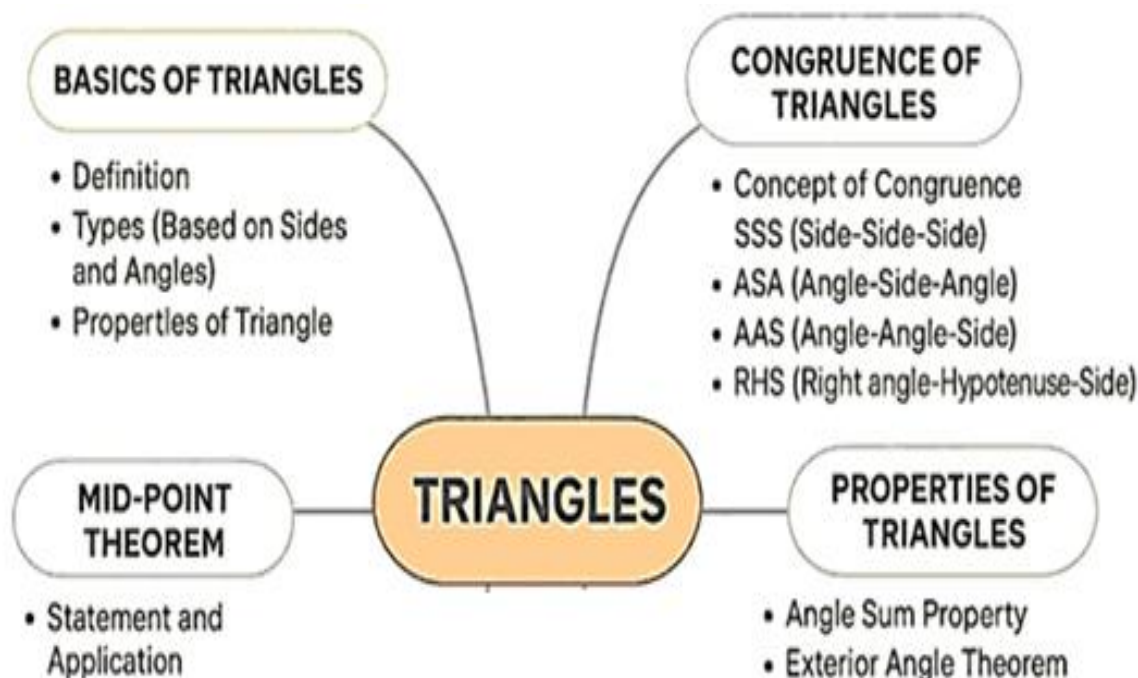 BASICS OF TRIANGLES
• Definition
• Types (Based on Sides
and Angles)
• Propertles of Triangle
CONGRUENCE OF
TRIANGLES
• Concept of Congruence
SSS (Side-Side-Side)
• ASA (Angle-Side-Angle)
• AAS (Angle-Angle-Side)
• RHS (Right angle-Hypotenuse-Side)
TRIANGLES
MID-POINT
THEOREM
• Statement and
Application
PROPERTIES OF
TRIANGLES
• Angle Sum Property
• Exterior Angle Theorem